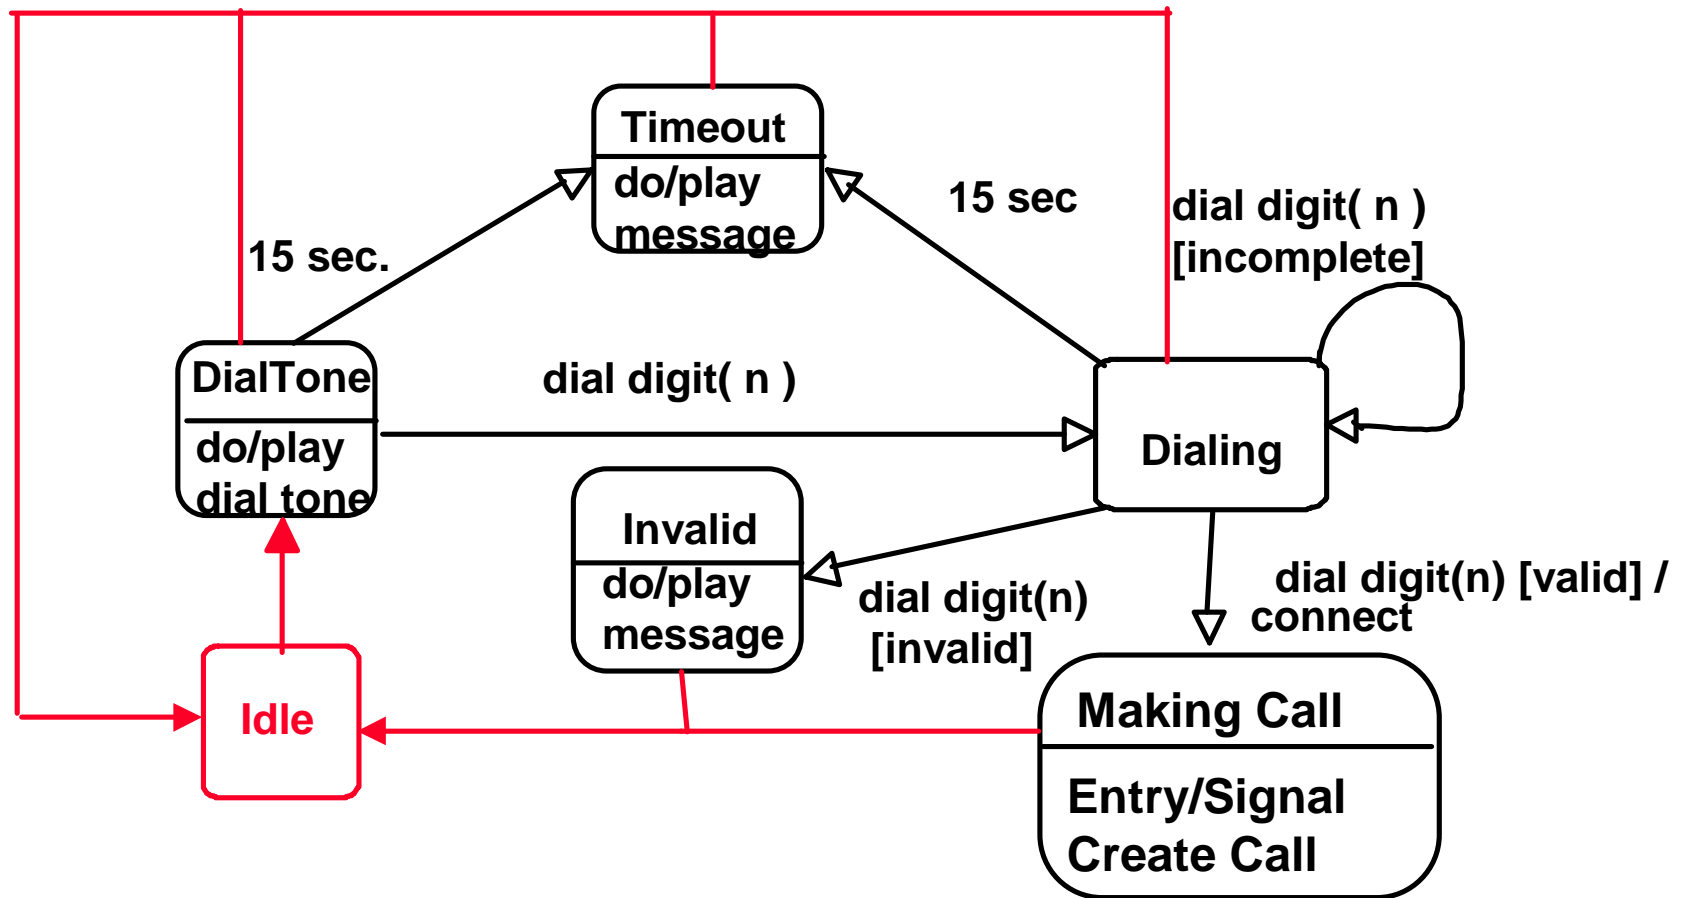 Timeout
do/play
message
15 sec
dial digit( n )
[incomplete]
15 sec.
DialTone
do/play
dial tone
dial digit( n )
Dialing
Invalid
do/play
message
dial digit(n)
[invalid]
dial digit(n) [valid] /
connect
Idle
Making Call
Entry/Signal
Create Call